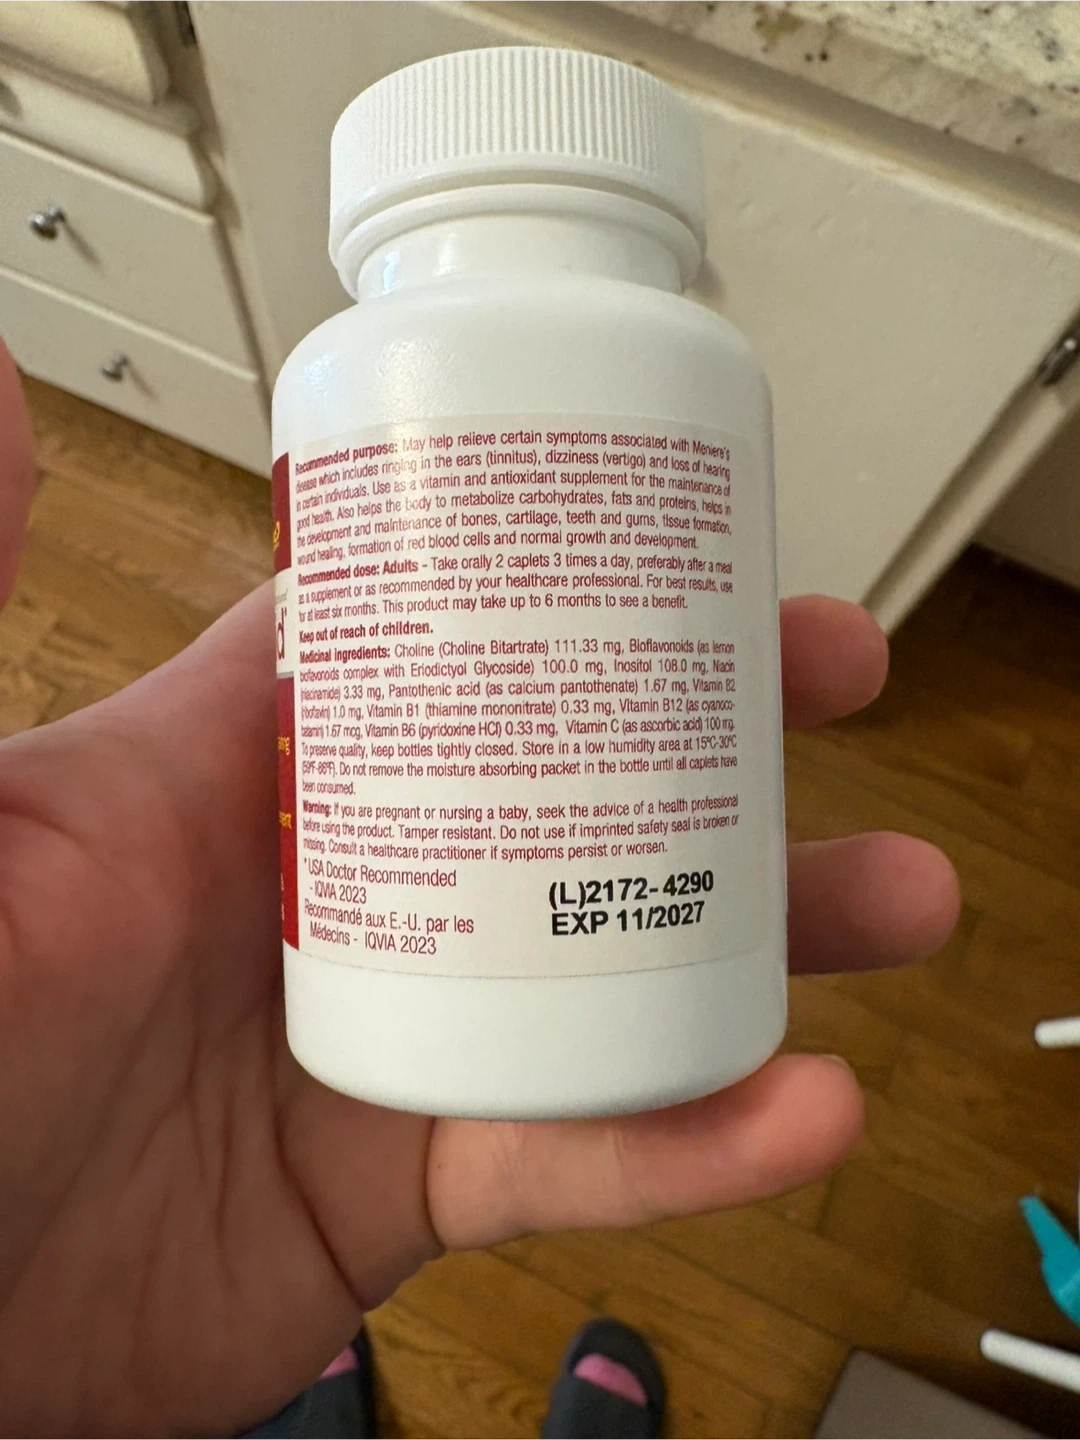 Recommended purpose: May help relieve certain symptoms associated with Meniere's
disease which includes ringing in the ears (tinnitus), dizziness (vertigo) and loss of hearing
in certain individuals. Use as a vitamin and antioxidant supplement for the maintenance of
good health. Also helps the body to metabolize carbohydrates, fats and proteins, helps in
the development and maintenance of bones, cartilage, teeth and gums, tissue formation,
wound healing, formation of red blood cells and normal growth and development.
Recommended dose: Adults - Take orally 2 caplets 3 times a day, preferably after a meal
as a supplement or as recommended by your healthcare professional. For best results, use
for at least six months. This product may take up to 6 months to see a benefit.
Keep out of reach of children.
Medicinal ingredients: Choline (Choline Bitartrate) 111.33 mg, Bioflavonoids (as lemon
bioflavonoids complex with Eriodictyol Glycoside) 100.0 mg, Inositol 108.0 mg, Niacin
(niacinamide) 3.33 mg, Pantothenic acid (as calcium pantothenate) 1.67 mg, Vitamin B2
(riboflavin) 1.0 mg, Vitamin B1 (thiamine mononitrate) 0.33 mg, Vitamin B12 (as cyanoco-
balamin) 1.67 mcg, Vitamin B6 (pyridoxine HCl) 0.33 mg, Vitamin C (as ascorbic acid) 100 mg.
To preserve quality, keep bottles tightly closed. Store in a low humidity area at 15°C-30°C
(59°F-86°F). Do not remove the moisture absorbing packet in the bottle until all caplets have
been consumed.
Warning: If you are pregnant or nursing a baby, seek the advice of a health professional
before using the product. Tamper resistant. Do not use if imprinted safety seal is broken or
missing. Consult a healthcare practitioner if symptoms persist or worsen.
*USA Doctor Recommended
- IQVIA 2023
Recommandé aux E.-U. par les
Médecins - IQVIA 2023
(L)2172-4290
EXP 11/2027